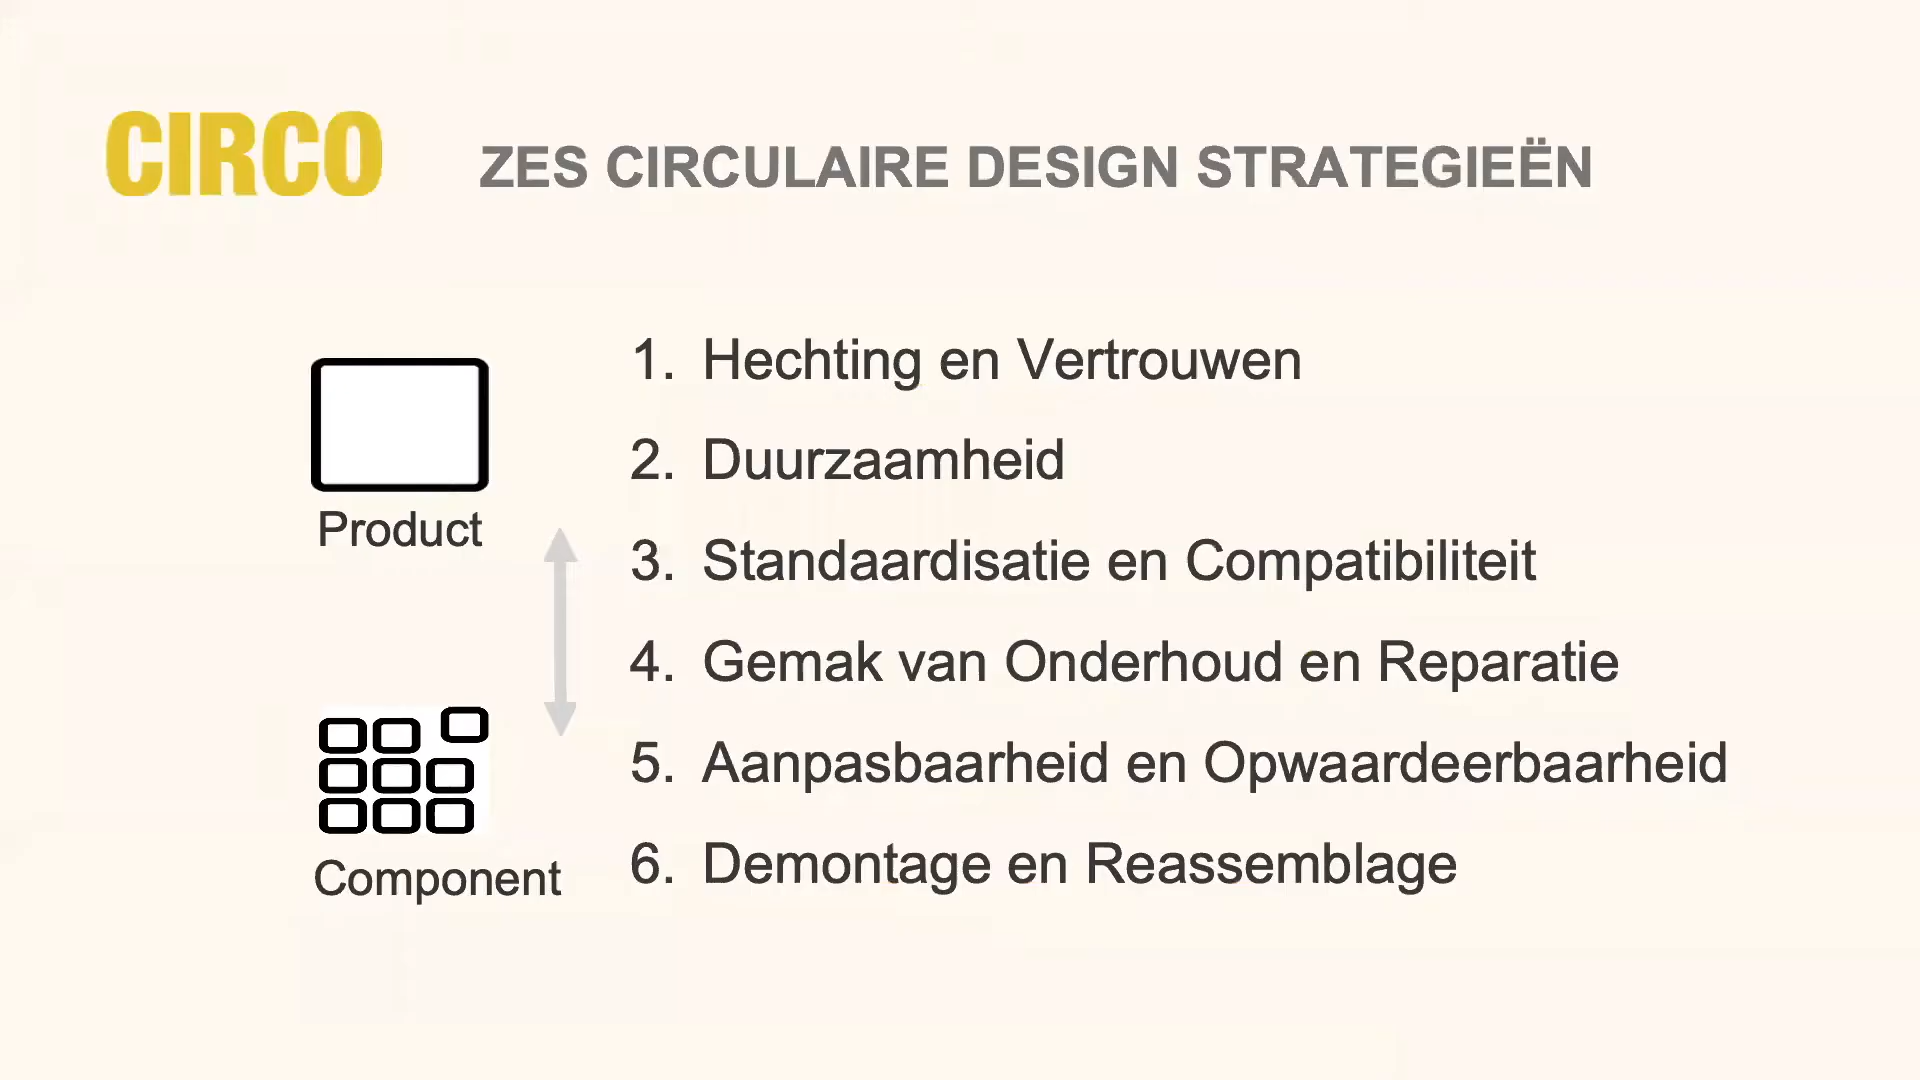 CIRCO
ZES CIRCULAIRE DESIGN STRATEGIEËN
Product
Component
1. Hechting en Vertrouwen
2. Duurzaamheid
3. Standaardisatie en Compatibiliteit
4. Gemak van Onderhoud en Reparatie
5. Aanpasbaarheid en Opwaardeerbaarheid
6. Demontage en Reassemblage